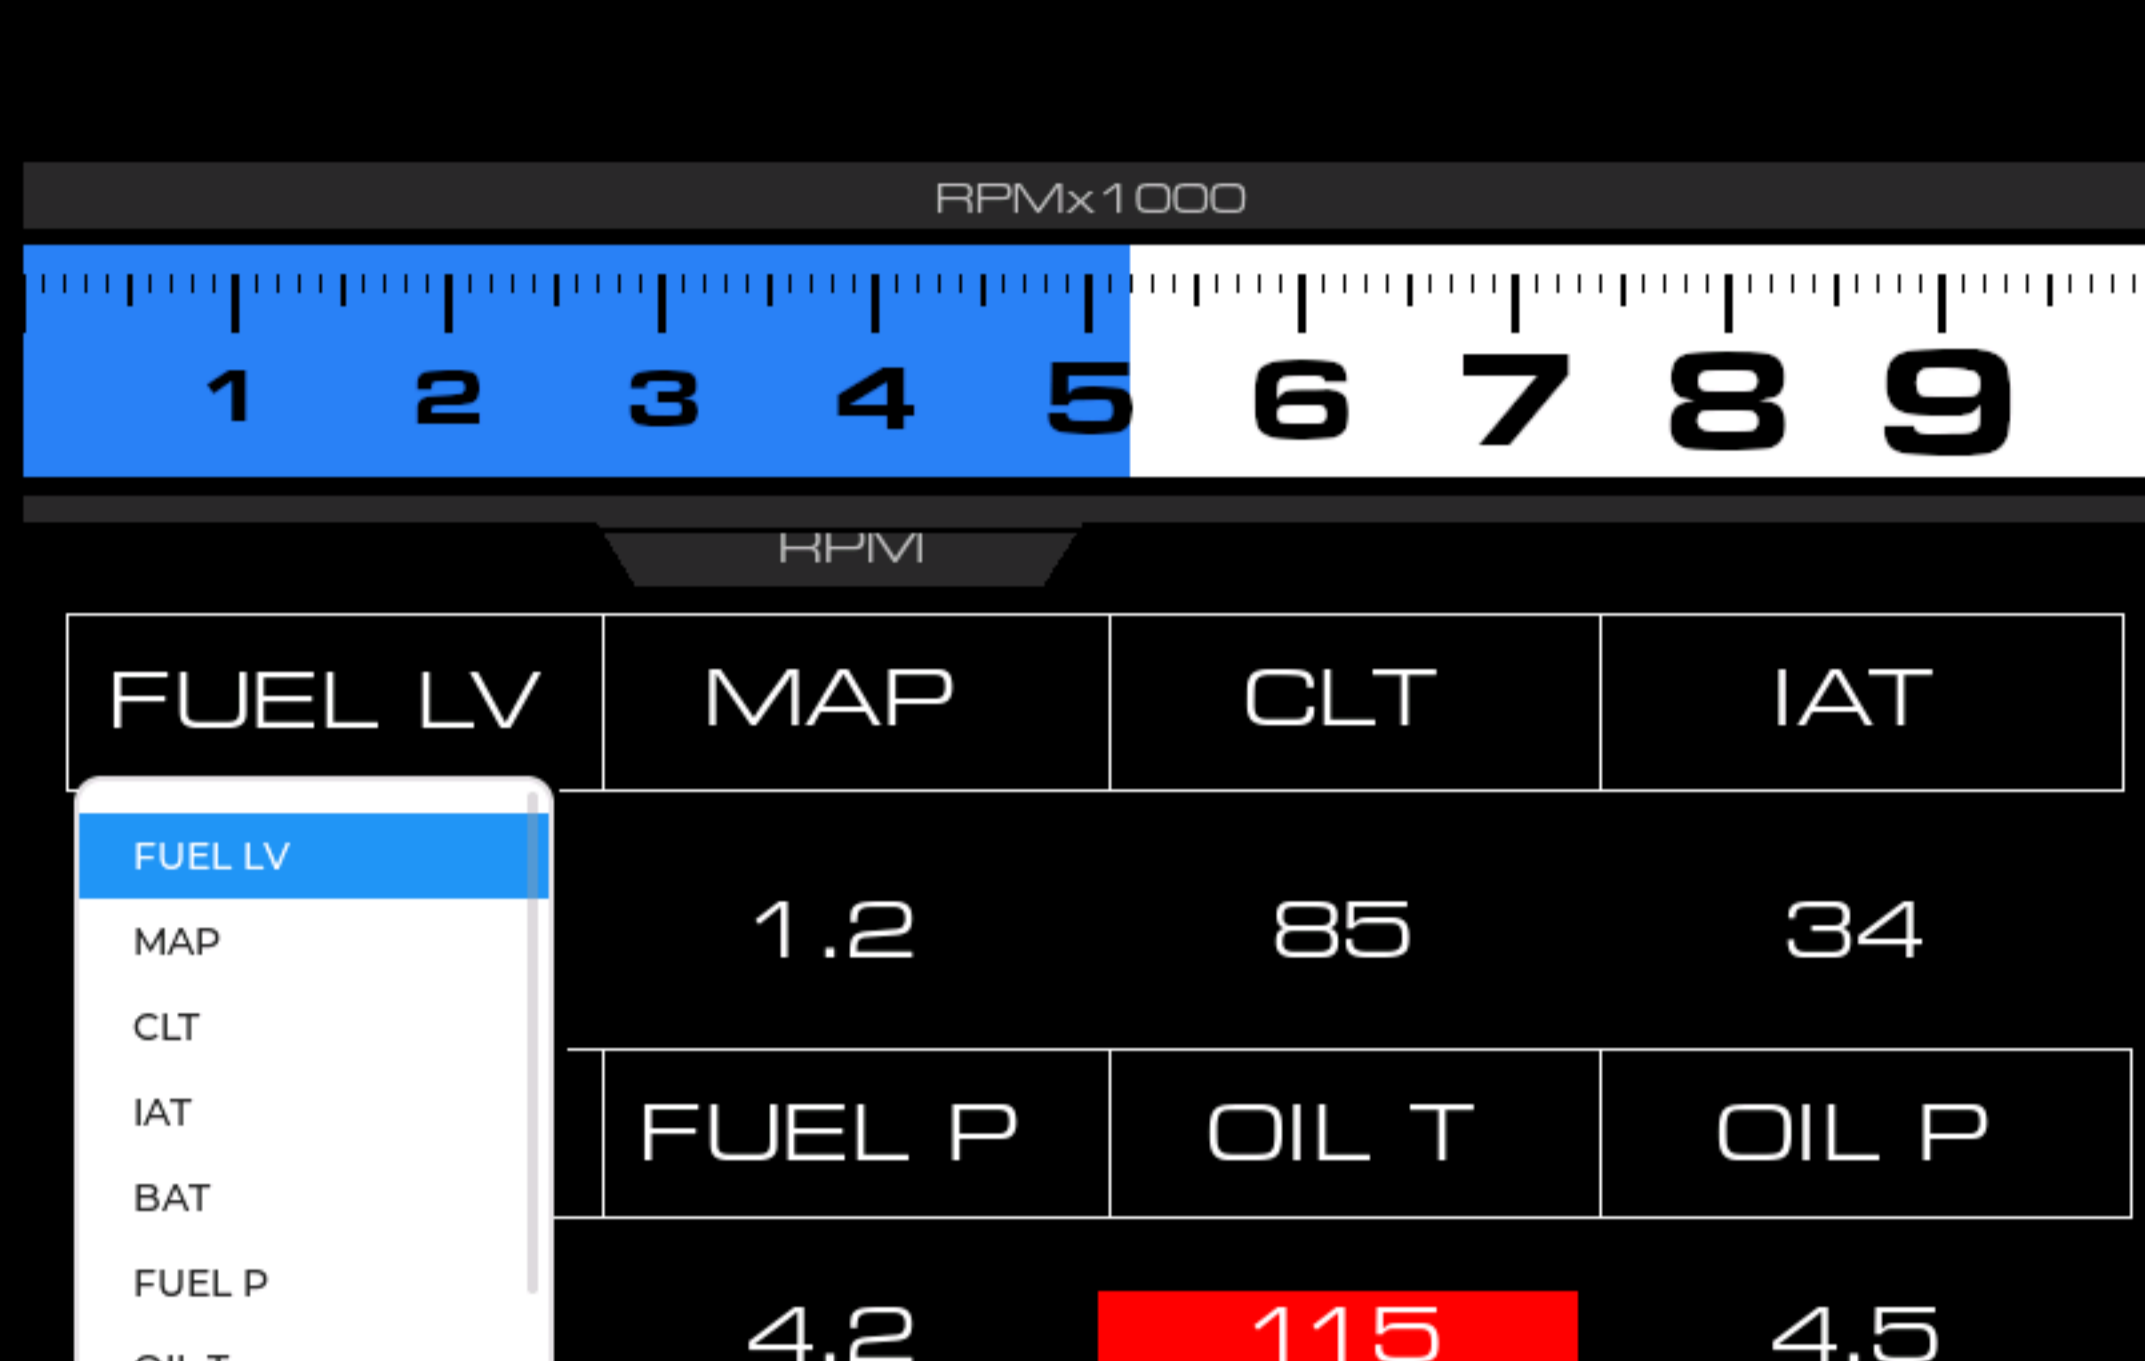 RPMx1000
1 2 3 4 5 6 7 8 9
RPM
FUEL LV MAP CLT IAT
FUEL LV
MAP
CLT
IAT
BAT
FUEL P
OIL T
1.2 85 34
FUEL P OIL T OIL P
4.2 115 4.5